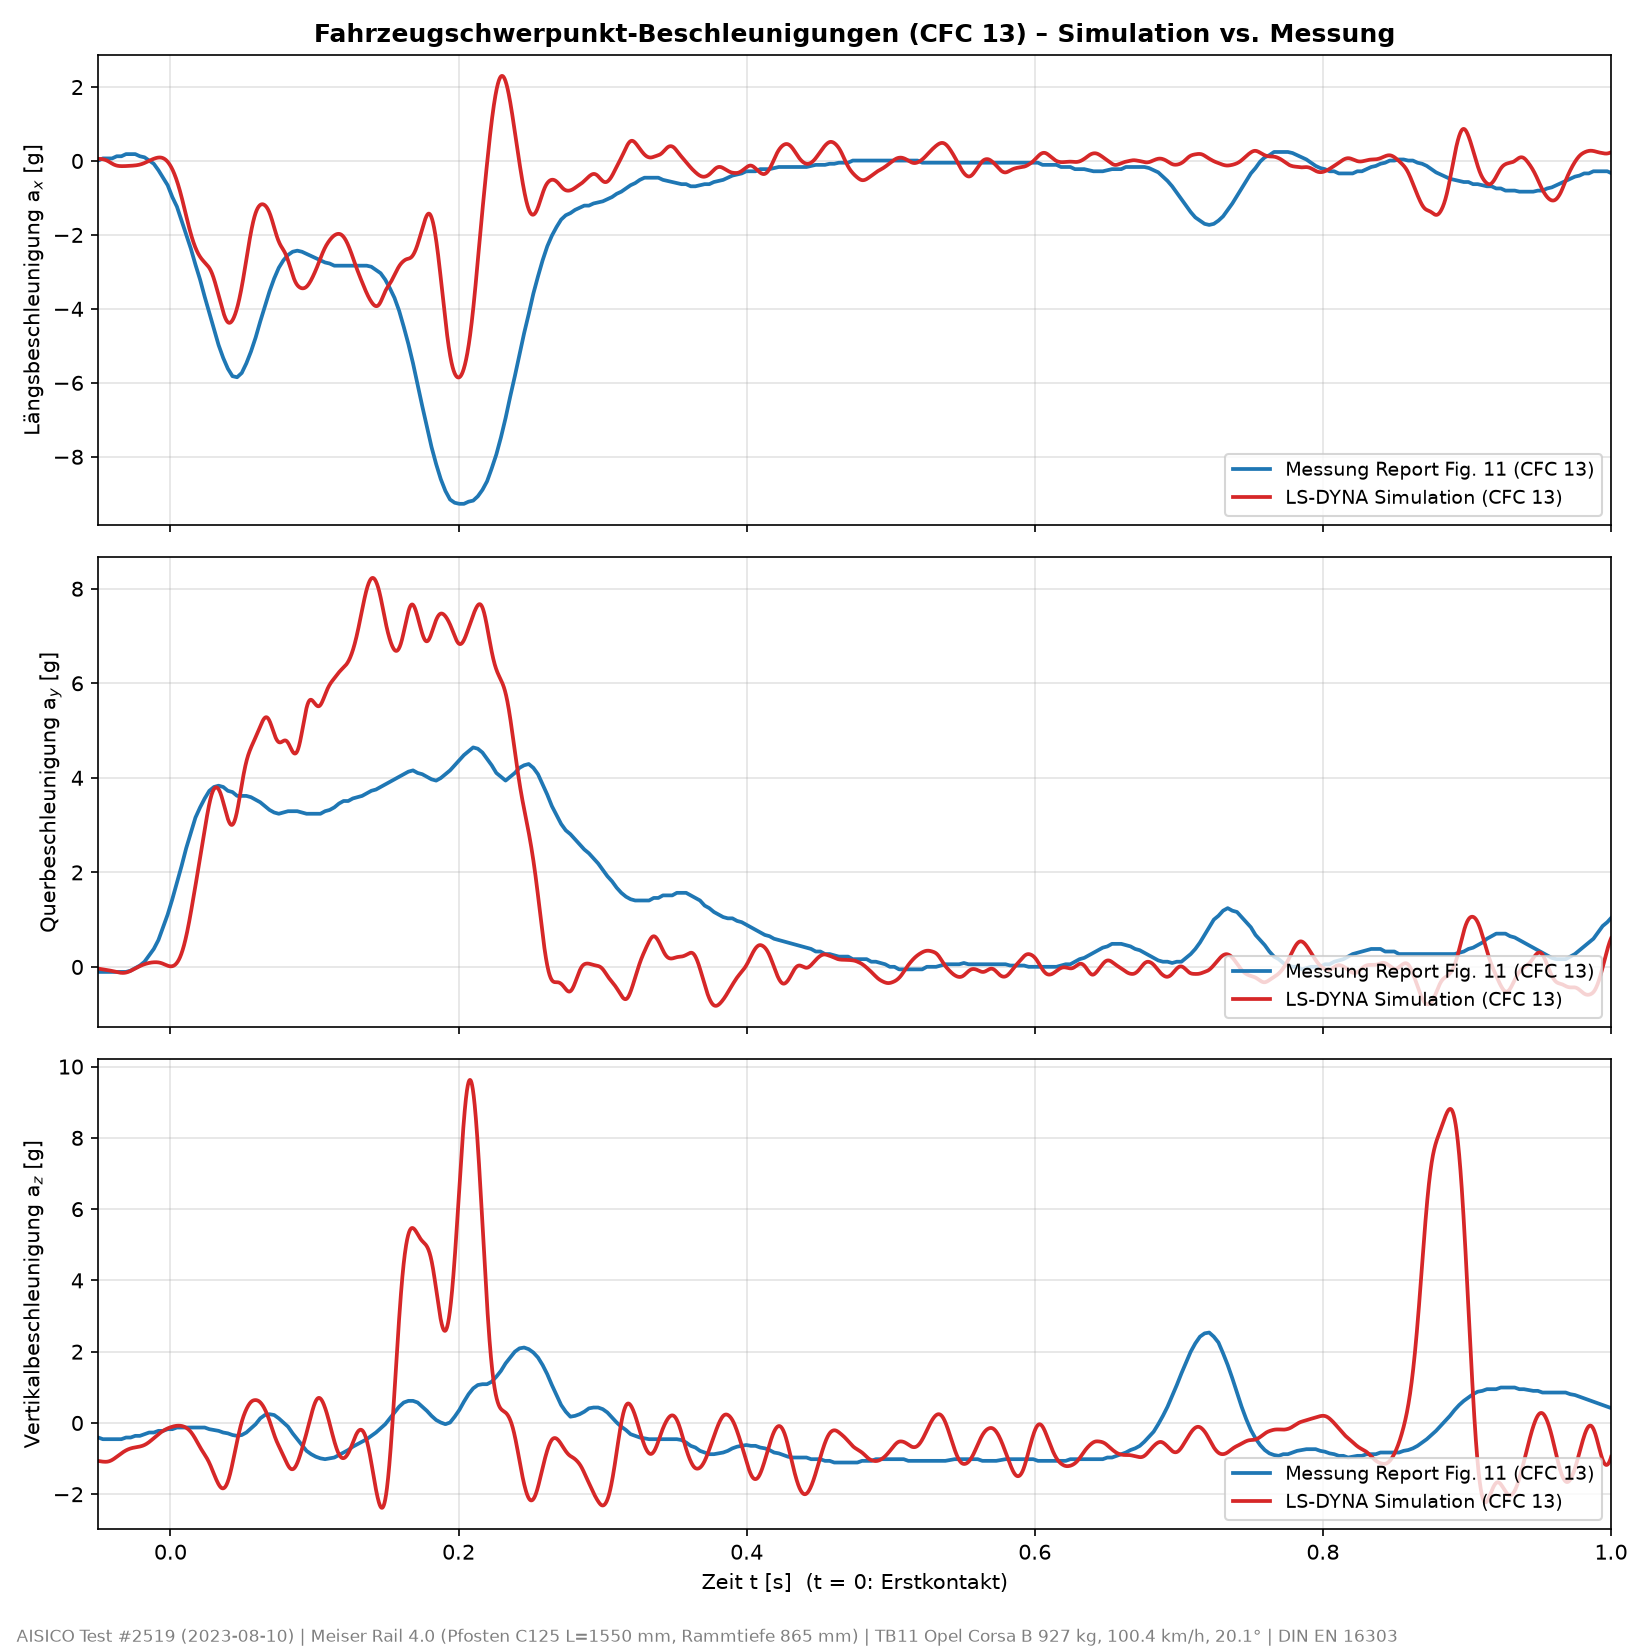 Fahrzeugschwerpunkt-Beschleunigungen (CFC 13) – Simulation vs. Messung
Längsbeschleunigung aₓ [g]
2
0
−2
−4
−6
−8
Messung Report Fig. 11 (CFC 13)
LS-DYNA Simulation (CFC 13)
Querbeschleunigung a_y [g]
8
6
4
2
0
Messung Report Fig. 11 (CFC 13)
LS-DYNA Simulation (CFC 13)
Vertikalbeschleunigung a_z [g]
10
8
6
4
2
0
−2
Messung Report Fig. 11 (CFC 13)
LS-DYNA Simulation (CFC 13)
0.0 0.2 0.4 0.6 0.8 1.0
Zeit t [s] (t = 0: Erstkontakt)
AISICO Test #2519 (2023-08-10) | Meiser Rail 4.0 (Pfosten C125 L=1550 mm, Rammtiefe 865 mm) | TB11 Opel Corsa B 927 kg, 100.4 km/h, 20.1° | DIN EN 16303